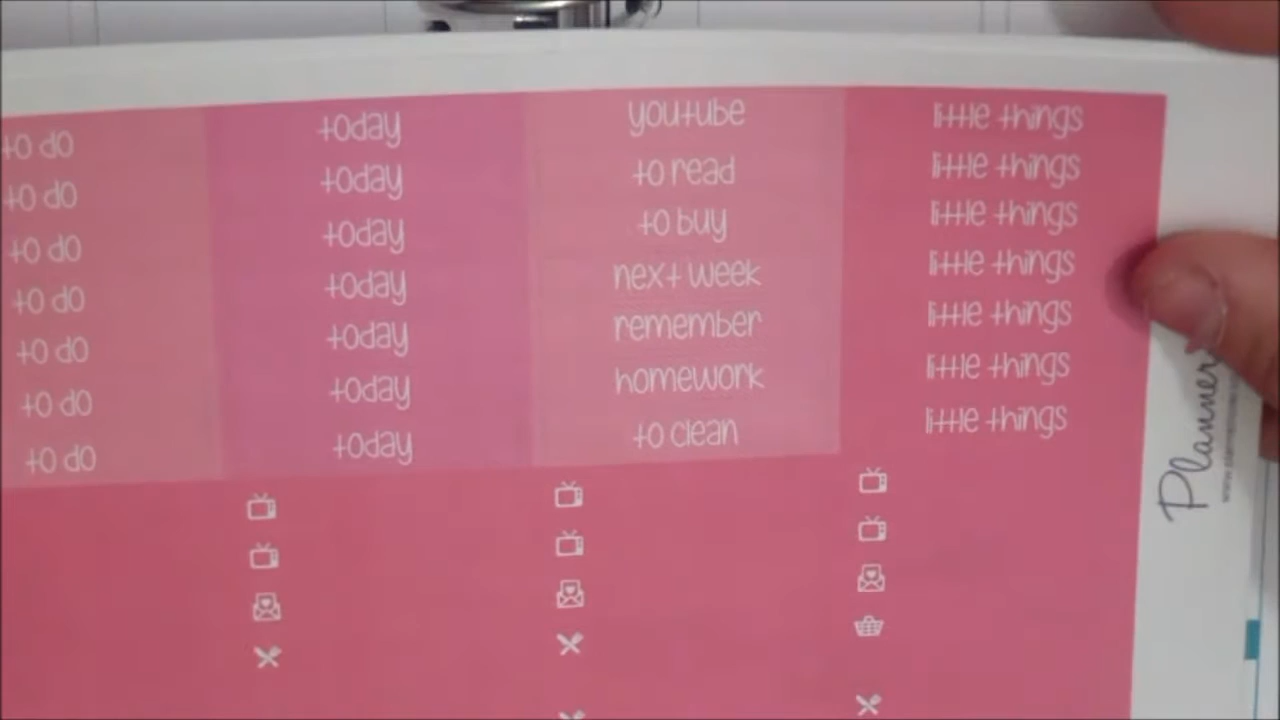 to do today youtube little things
to do today to read little things
to do today to buy little things
to do today next week little things
to do today remember little things
to do today homework little things
to do today to clean little things
Planner